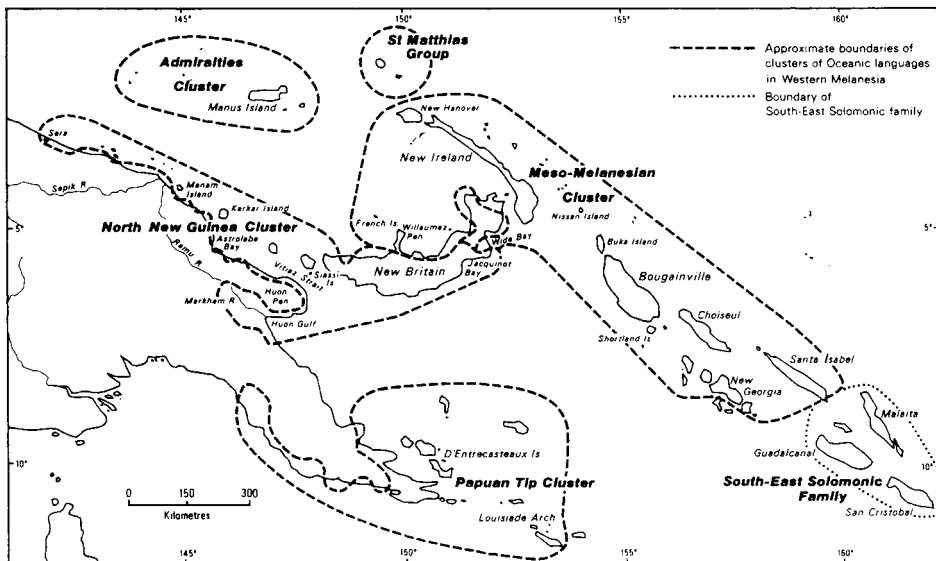 145°
150°
155°
160°
St Matthias
Group
Admiralties
Cluster
Manus Island
Approximate boundaries of
clusters of Oceanic languages
in Western Melanesia
Boundary of
South-East Solomonic family
New Hanover
New Ireland
Sera
Meso-Melanesian
Cluster
Sepik R
Manam
Island
Karkar Island
Nissan Island
North New Guinea Cluster
French Is
Willaumez
Pen
Wide Bay
5°
5°
Astrolabe
Bay
Buka Island
Ramu R
Vitiaz Strait
Siassi
Is
New Britain
Jacquinot
Bay
Bougainville
Huon
Pen
Markham R
Choiseul
Huon Gulf
Shortland Is
Santa Isabel
New
Georgia
Malaita
D'Entrecasteaux Is
Guadalcanal
10°
10°
0 150 300
Kilometres
Papuan Tip Cluster
South-East Solomonic
Family
Louisiade Arch
San Cristobal
145°
150°
155°
160°